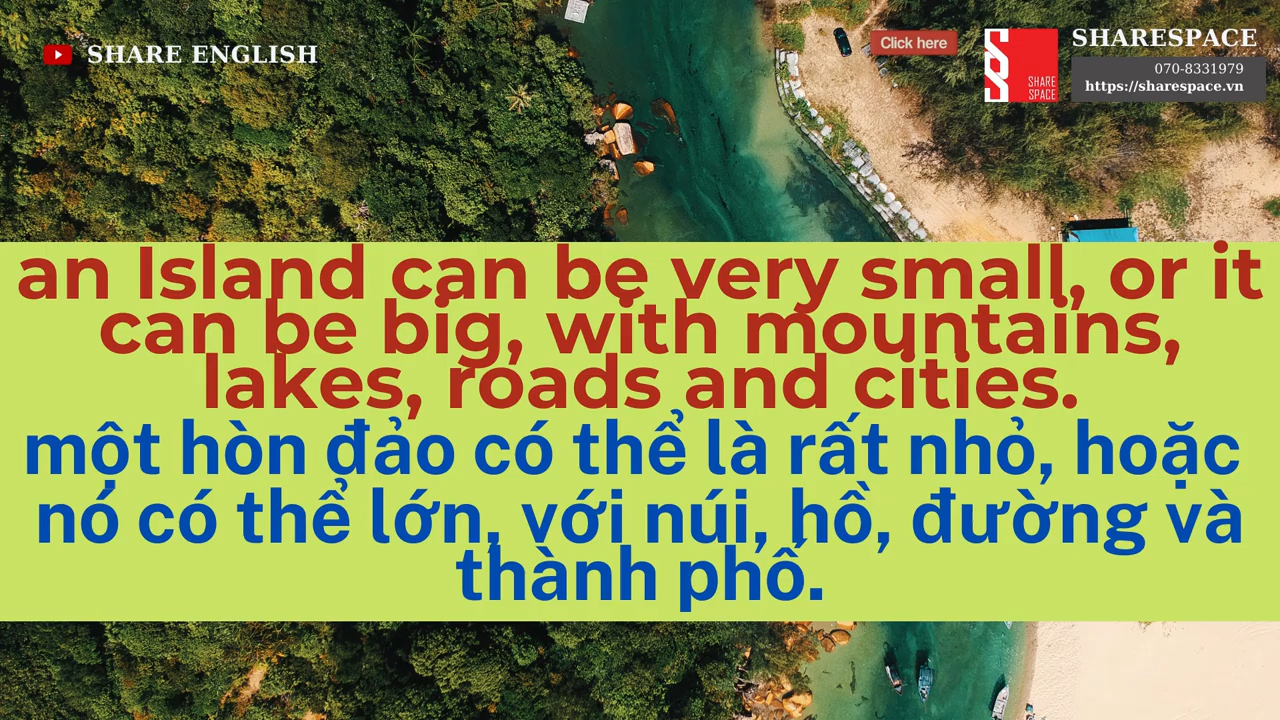 SHARE ENGLISH
Click here
SHARE
SPACE
SHARESPACE
070-8331979
https://sharespace.vn
an Island can be very small, or it
can be big, with mountains,
lakes, roads and cities.
một hòn đảo có thể là rất nhỏ, hoặc
nó có thể lớn, với núi, hồ, đường và
thành phố.